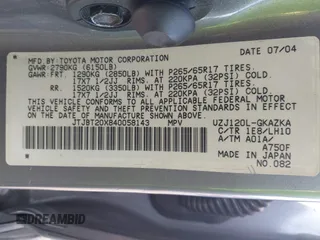 MFD. BY: TOYOTA MOTOR CORPORATION 07/04
GVWR 2790KG (6150LB)
GAWR: FRT 1290KG (2850LB) WITH P265/65R17 TIRES,
17X7 1/2JJ RIMS, AT 220KPA (32PSI) COLD.
RR 1520KG (3350LB) WITH P265/65R17 TIRES,
17X7 1/2JJ RIMS, AT 220KPA (32PSI) COLD.
THIS VEHICLE CONFORMS TO ALL APPLICABLE
FEDERAL MOTOR VEHICLE SAFETY STANDARDS
IN EFFECT ON THE DATE OF MANUFACTURE
SHOWN ABOVE.
JTJBT20X840058143 MPV UZJ120L-GKAZKA
C/TR 1E8/LH10
A/TM A01A/
A750F
MADE IN JAPAN
NO.082
DREAMBID